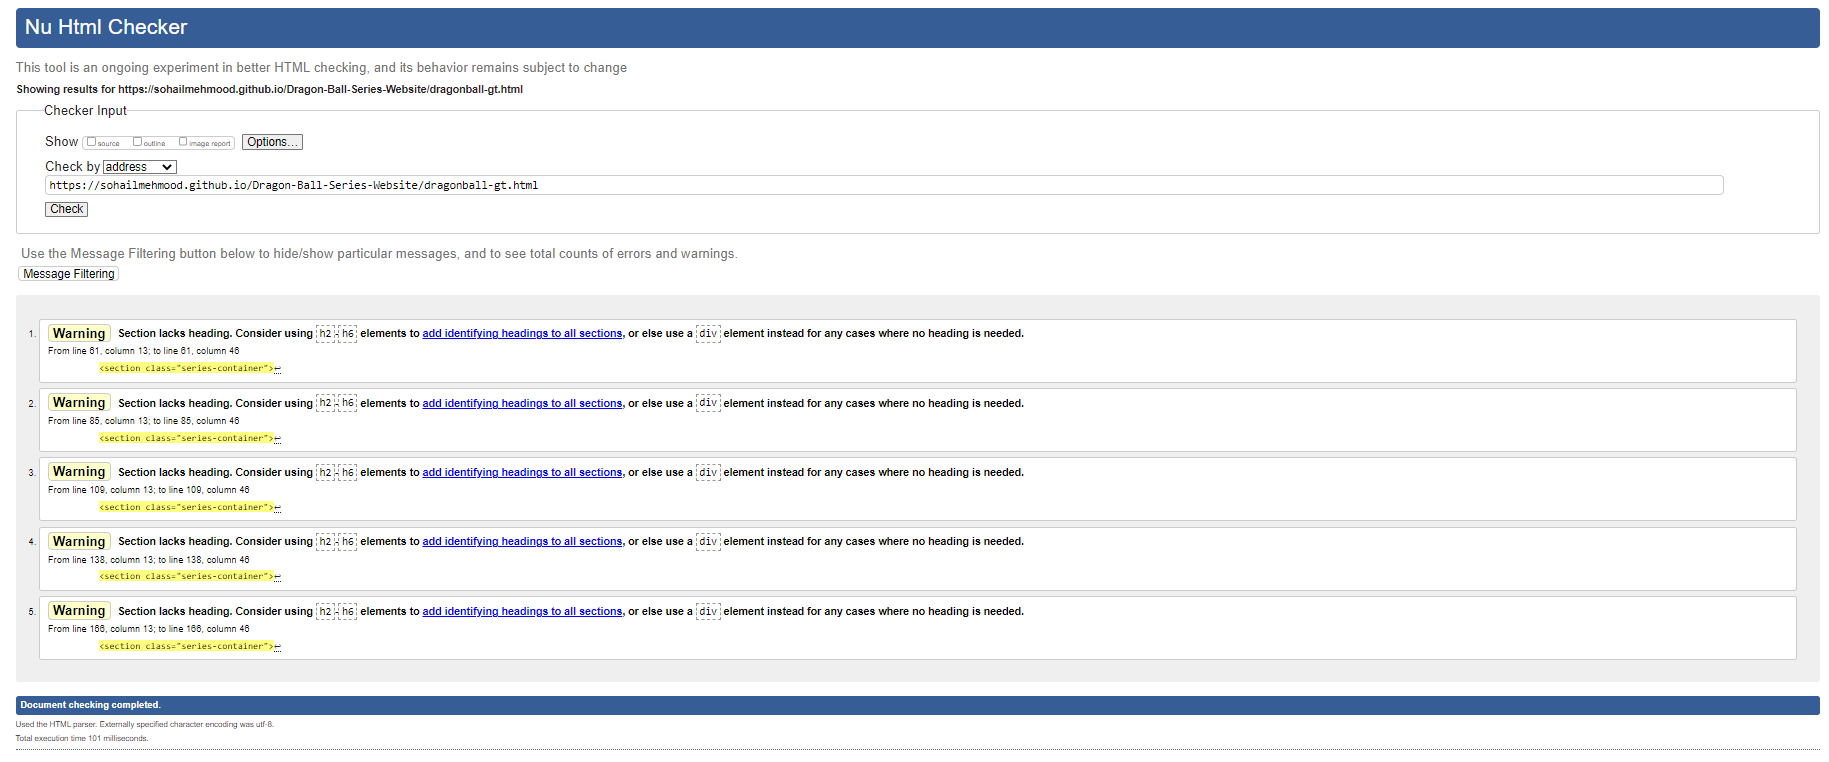 Nu Html Checker
This tool is an ongoing experiment in better HTML checking, and its behavior remains subject to change
Showing results for https://sohailmehmood.github.io/Dragon-Ball-Series-Website/dragonball-gt.html
Checker Input
Show source outline image report Options...
Check by address
https://sohailmehmood.github.io/Dragon-Ball-Series-Website/dragonball-gt.html
Check
Use the Message Filtering button below to hide/show particular messages, and to see total counts of errors and warnings.
Message Filtering
1. Warning Section lacks heading. Consider using h2-h6 elements to add identifying headings to all sections, or else use a div element instead for any cases where no heading is needed.
From line 61, column 13; to line 61, column 46
<section class="series-container">↩
2. Warning Section lacks heading. Consider using h2-h6 elements to add identifying headings to all sections, or else use a div element instead for any cases where no heading is needed.
From line 85, column 13; to line 85, column 46
<section class="series-container">↩
3. Warning Section lacks heading. Consider using h2-h6 elements to add identifying headings to all sections, or else use a div element instead for any cases where no heading is needed.
From line 109, column 13; to line 109, column 46
<section class="series-container">↩
4. Warning Section lacks heading. Consider using h2-h6 elements to add identifying headings to all sections, or else use a div element instead for any cases where no heading is needed.
From line 138, column 13; to line 138, column 46
<section class="series-container">↩
5. Warning Section lacks heading. Consider using h2-h6 elements to add identifying headings to all sections, or else use a div element instead for any cases where no heading is needed.
From line 166, column 13; to line 166, column 46
<section class="series-container">↩
Document checking completed.
Used the HTML parser. Externally specified character encoding was utf-8.
Total execution time 101 milliseconds.